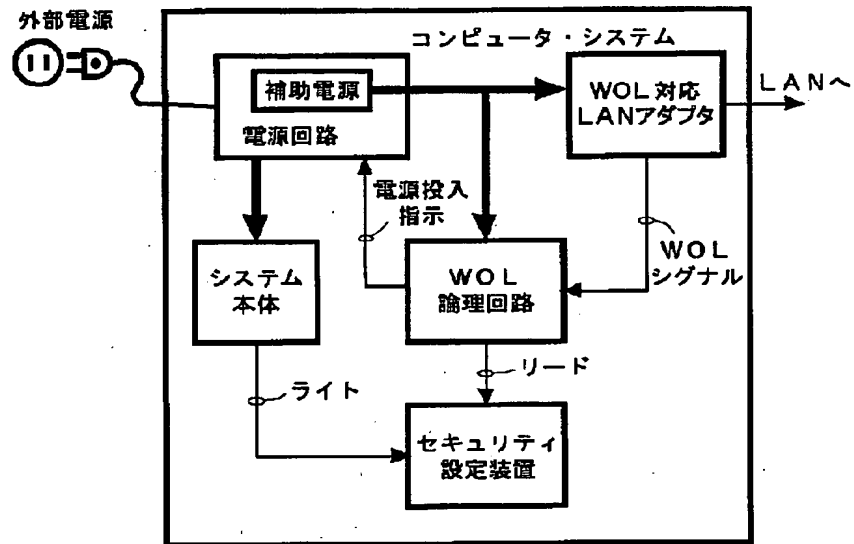 外部電源
コンピュータ・システム
補助電源
電源回路
WOL対応
LANアダプタ
LANへ
電源投入
指示
WOL
シグナル
システム
本体
WOL
論理回路
リード
ライト
セキュリティ
設定装置